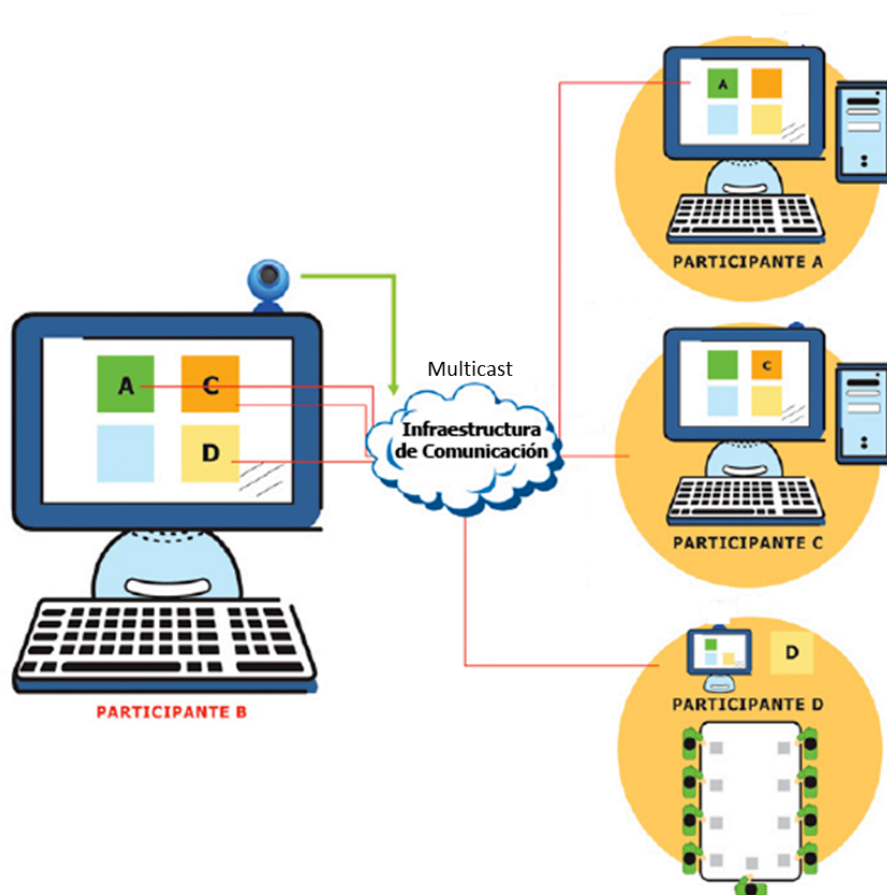 A
PARTICIPANTE A
Multicast
Infraestructura
de Comunicación
A
C
D
PARTICIPANTE B
C
PARTICIPANTE C
D
PARTICIPANTE D